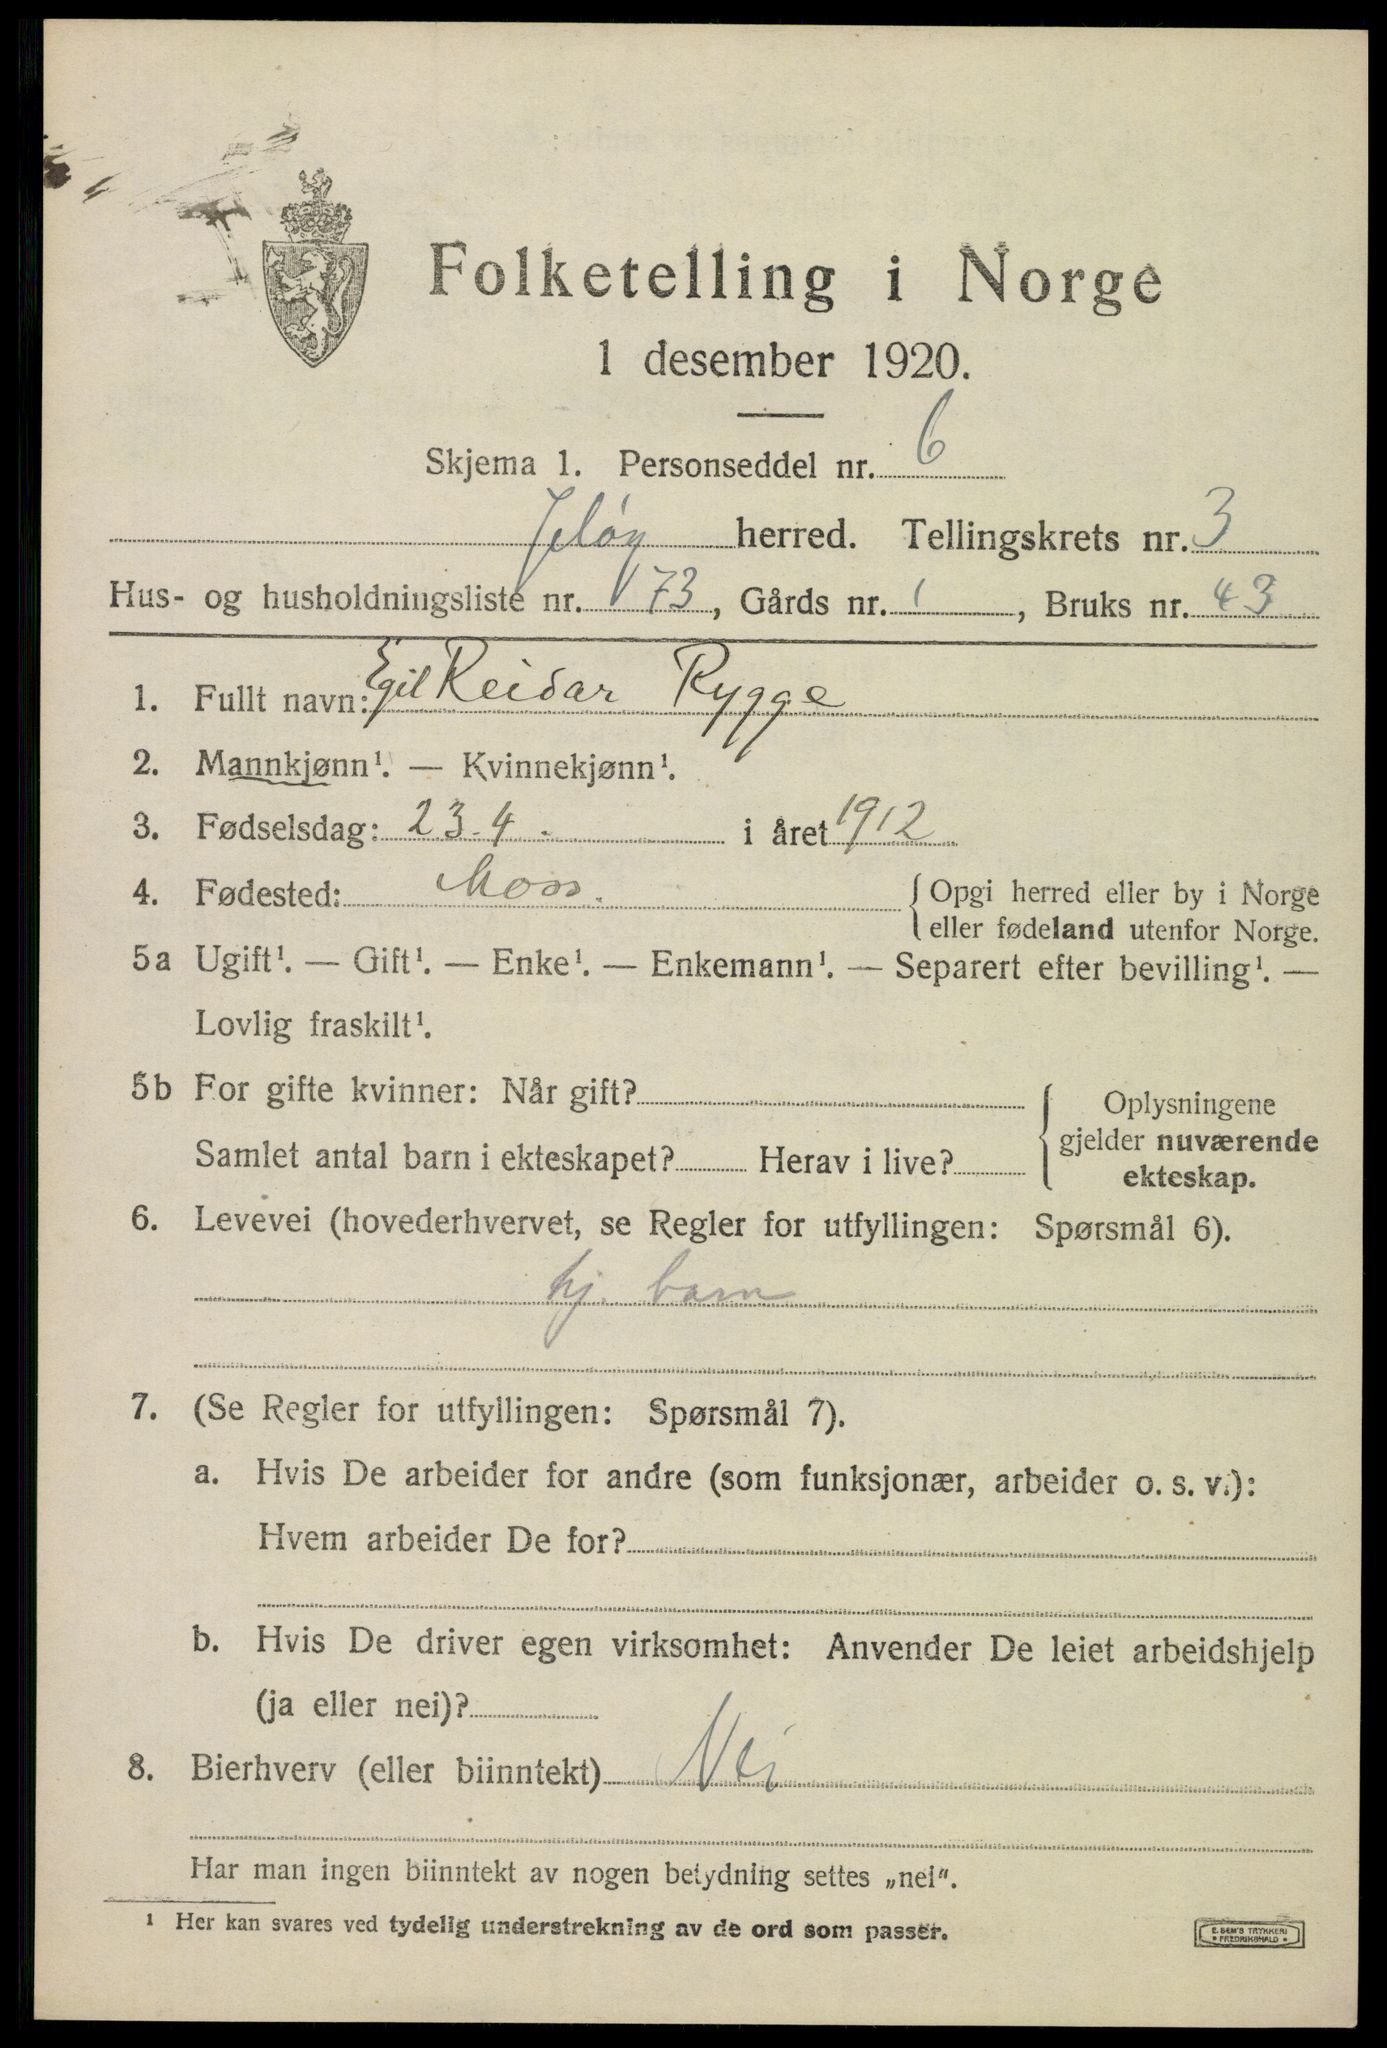 Folketelling i Norge
1 desember 1920.
Skjema 1. Personseddel nr. 6
Jeløy herred. Tellingskrets nr. 3
Hus- og husholdningsliste nr. 173, Gårds nr. 1, Bruks nr. 43
1. Fullt navn: Egil Reidar Rygge
2. Mannkjønn¹. — Kvinnekjønn¹.
3. Fødselsdag: 23-4. i året 1912
4. Fødested: Moss. { Opgi herred eller by i Norge
eller fødeland utenfor Norge.
5a Ugift¹. — Gift¹. — Enke¹. — Enkemann¹. — Separert efter bevilling¹. —
Lovlig fraskilt¹.
5b For gifte kvinner: Når gift?
Samlet antal barn i ekteskapet? Herav i live?
Oplysningene
gjelder nuværende
ekteskap.
6. Levevei (hovederhvervet, se Regler for utfyllingen: Spørsmål 6).
hj. barn
7. (Se Regler for utfyllingen: Spørsmål 7).
a. Hvis De arbeider for andre (som funksjonær, arbeider o. s. v.):
Hvem arbeider De for?
b. Hvis De driver egen virksomhet: Anvender De leiet arbeidshjelp
(ja eller nei)?
8. Bierhverv (eller biinntekt) Nei
Har man ingen biinntekt av nogen betydning settes „nei".
¹ Her kan svares ved tydelig understrekning av de ord som passer.
E. SEM'S TRYKKERI
• FREDRIKSHALD •